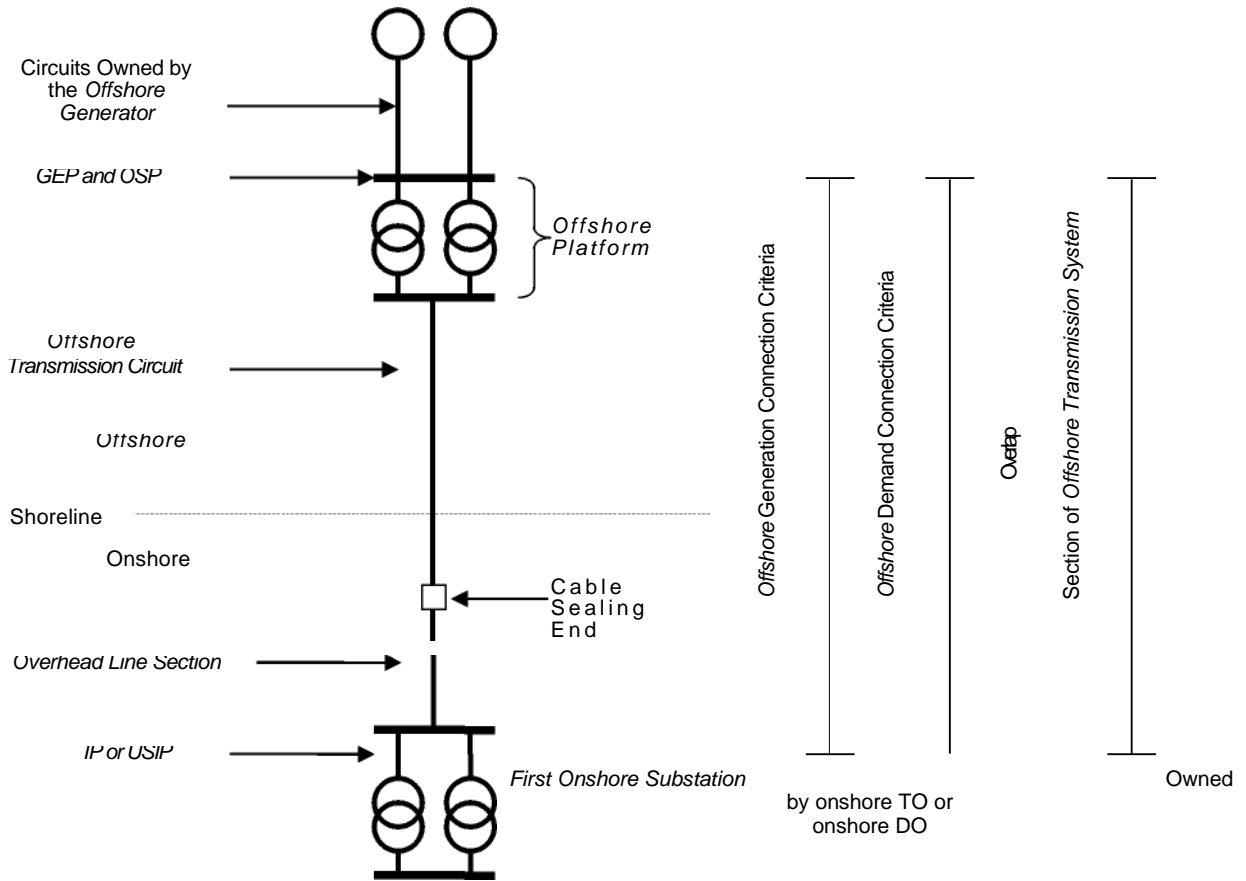 Circuits Owned by
the Offshore
Generator
GEP and OSP
Offshore
Platform
Offshore
Transmission Circuit
Offshore
Shoreline
Onshore
Cable
Sealing
End
Overhead Line Section
IP or USIP
First Onshore Substation
Offshore Generation Connection Criteria
Offshore Demand Connection Criteria
Overlap
Section of Offshore Transmission System
Owned
by onshore TO or
onshore DO